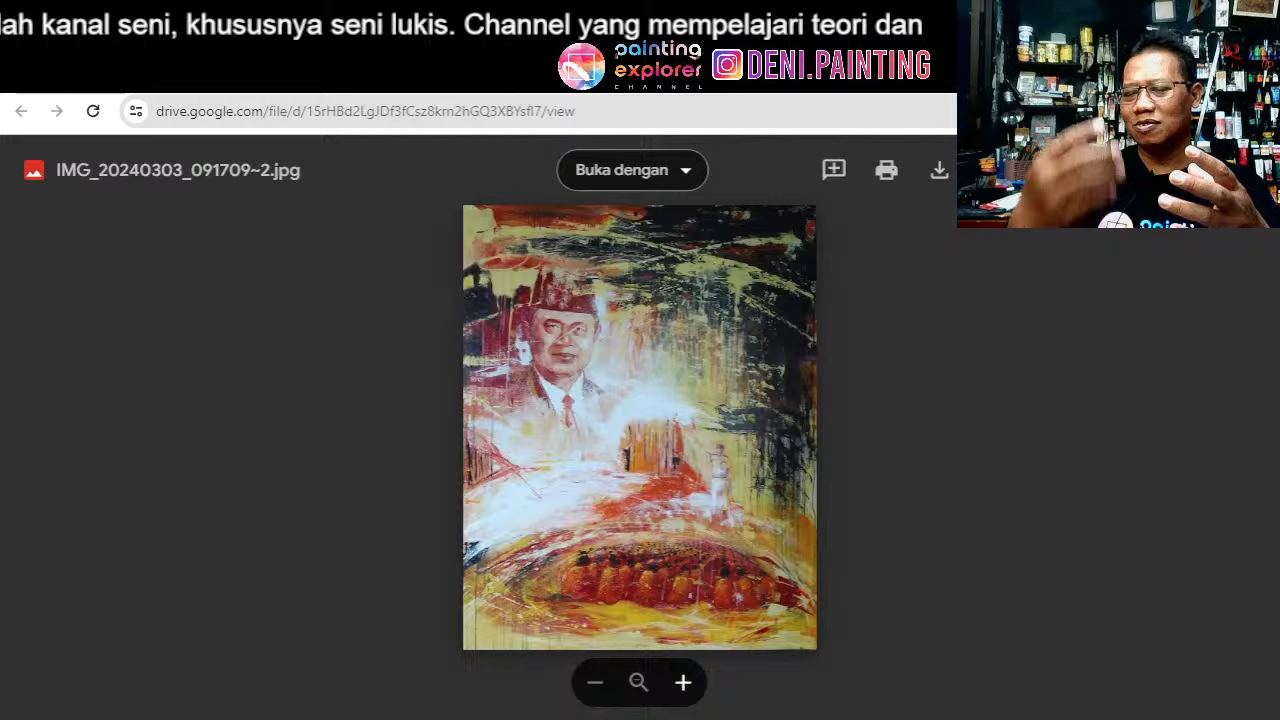 lah kanal seni, khususnya seni lukis. Channel yang mempelajari teori dan
painting
explorer
CHANNEL
DENI.PAINTING
drive.google.com/file/d/15rHBd2LgJDf3fCsz8krn2hGQ3XBYsfl7/view
IMG_20240303_091709~2.jpg
Buka dengan